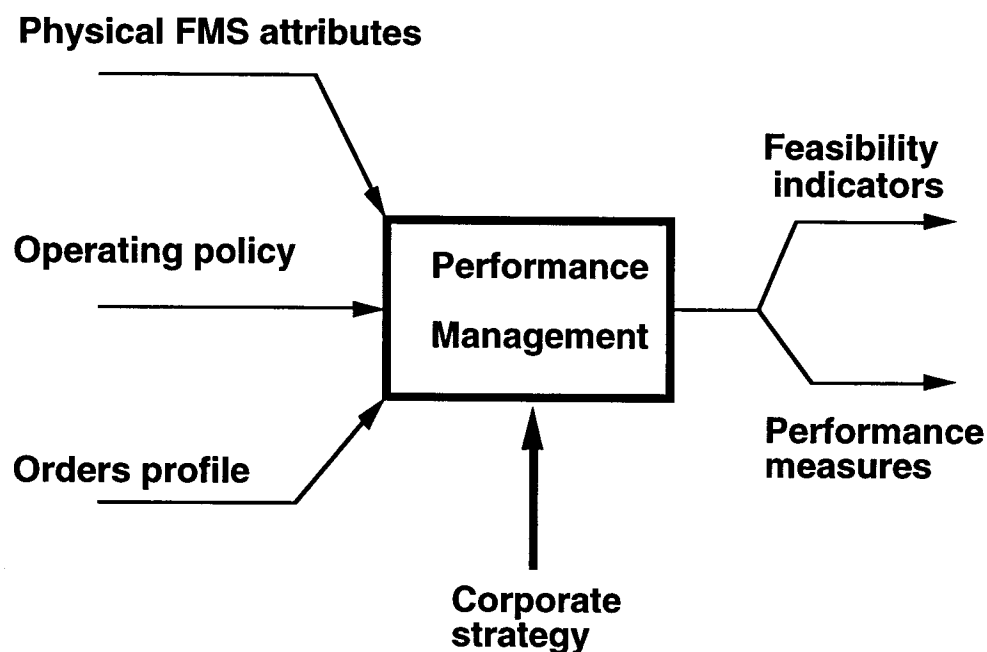 Physical FMS attributes
Feasibility
indicators
Operating policy
Performance
Management
Orders profile
Performance
measures
Corporate
strategy